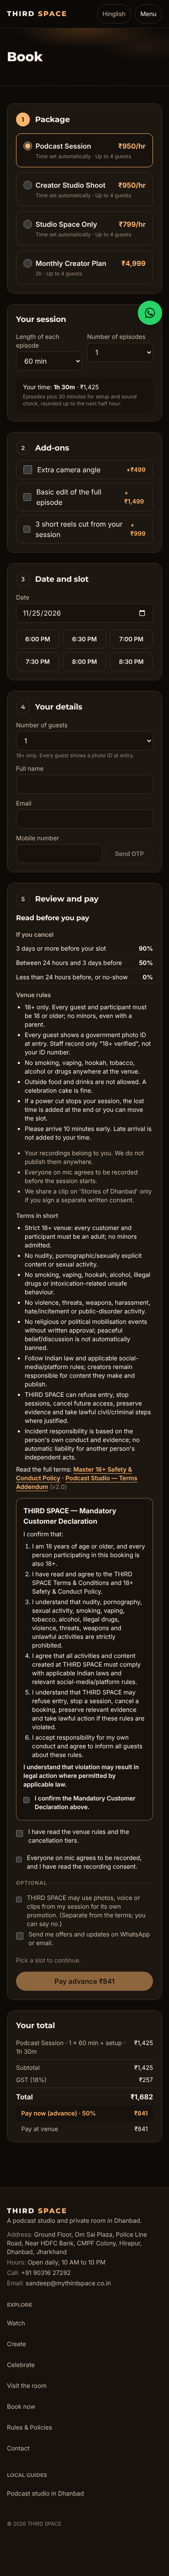 THIRD SPACE
Hinglish
Menu
Book
1 Package
Podcast Session ₹950/hr
Time set automatically · Up to 4 guests
Creator Studio Shoot ₹950/hr
Time set automatically · Up to 4 guests
Studio Space Only ₹799/hr
Time set automatically · Up to 4 guests
Monthly Creator Plan ₹4,999
2h · Up to 4 guests
Your session
Length of each episode
60 min
Number of episodes
1
Your time: 1h 30m · ₹1,425
Episodes plus 30 minutes for setup and sound
check, rounded up to the next half hour.
2 Add-ons
Extra camera angle +₹499
Basic edit of the full episode + ₹1,499
3 short reels cut from your session + ₹999
3 Date and slot
Date
11/25/2026
6:00 PM 6:30 PM 7:00 PM
7:30 PM 8:00 PM 8:30 PM
4 Your details
Number of guests
1
18+ only. Every guest shows a photo ID at entry.
Full name
Email
Mobile number
Send OTP
5 Review and pay
Read before you pay
If you cancel
3 days or more before your slot 90%
Between 24 hours and 3 days before 50%
Less than 24 hours before, or no-show 0%
Venue rules
• 18+ only. Every guest and participant must
be 18 or older; no minors, even with a
parent.
• Every guest shows a government photo ID
at entry. Staff record only "18+ verified", not
your ID number.
• No smoking, vaping, hookah, tobacco,
alcohol or drugs anywhere at the venue.
• Outside food and drinks are not allowed. A
celebration cake is fine.
• If a power cut stops your session, the lost
time is added at the end or you can move
the slot.
• Please arrive 10 minutes early. Late arrival is
not added to your time.
• Your recordings belong to you. We do not
publish them anywhere.
• Everyone on mic agrees to be recorded
before the session starts.
• We share a clip on 'Stories of Dhanbad' only
if you sign a separate written consent.
Terms in short
• Strict 18+ venue: every customer and
participant must be an adult; no minors
admitted.
• No nudity, pornographic/sexually explicit
content or sexual activity.
• No smoking, vaping, hookah, alcohol, illegal
drugs or intoxication-related unsafe
behaviour.
• No violence, threats, weapons, harassment,
hate/incitement or public-disorder activity.
• No religious or political mobilisation events
without written approval; peaceful
belief/discussion is not automatically
banned.
• Follow Indian law and applicable social-
media/platform rules; creators remain
responsible for content they make and
publish.
• THIRD SPACE can refuse entry, stop
sessions, cancel future access, preserve
evidence and take lawful civil/criminal steps
where justified.
• Incident responsibility is based on the
person's own conduct and evidence; no
automatic liability for another person's
independent acts.
Read the full terms: Master 18+ Safety &
Conduct Policy · Podcast Studio — Terms
Addendum (v2.0)
THIRD SPACE — Mandatory
Customer Declaration
I confirm that:
1. I am 18 years of age or older, and every
person participating in this booking is
also 18+.
2. I have read and agree to the THIRD
SPACE Terms & Conditions and 18+
Safety & Conduct Policy.
3. I understand that nudity, pornography,
sexual activity, smoking, vaping,
tobacco, alcohol, illegal drugs,
violence, threats, weapons and
unlawful activities are strictly
prohibited.
4. I agree that all activities and content
created at THIRD SPACE must comply
with applicable Indian laws and
relevant social-media/platform rules.
5. I understand that THIRD SPACE may
refuse entry, stop a session, cancel a
booking, preserve relevant evidence
and take lawful action if these rules are
violated.
6. I accept responsibility for my own
conduct and agree to inform all guests
about these rules.
I understand that violation may result in
legal action where permitted by
applicable law.
I confirm the Mandatory Customer
Declaration above.
I have read the venue rules and the
cancellation tiers.
Everyone on mic agrees to be recorded,
and I have read the recording consent.
OPTIONAL
THIRD SPACE may use photos, voice or
clips from my session for its own
promotion. (Separate from the terms; you
can say no.)
Send me offers and updates on WhatsApp
or email.
Pick a slot to continue.
Pay advance ₹841
Your total
Podcast Session · 1 × 60 min + setup · ₹1,425
1h 30m
Subtotal ₹1,425
GST (18%) ₹257
Total ₹1,682
Pay now (advance) · 50% ₹841
Pay at venue ₹841
THIRD SPACE
A podcast studio and private room in Dhanbad.
Address: Ground Floor, Om Sai Plaza, Police Line
Road, Near HDFC Bank, CMPF Colony, Hirapur,
Dhanbad, Jharkhand
Hours: Open daily, 10 AM to 10 PM
Call: +91 90316 27292
Email: sandeep@mythirdspace.co.in
EXPLORE
Watch
Create
Celebrate
Visit the room
Book now
Rules & Policies
Contact
LOCAL GUIDES
Podcast studio in Dhanbad
© 2026 THIRD SPACE